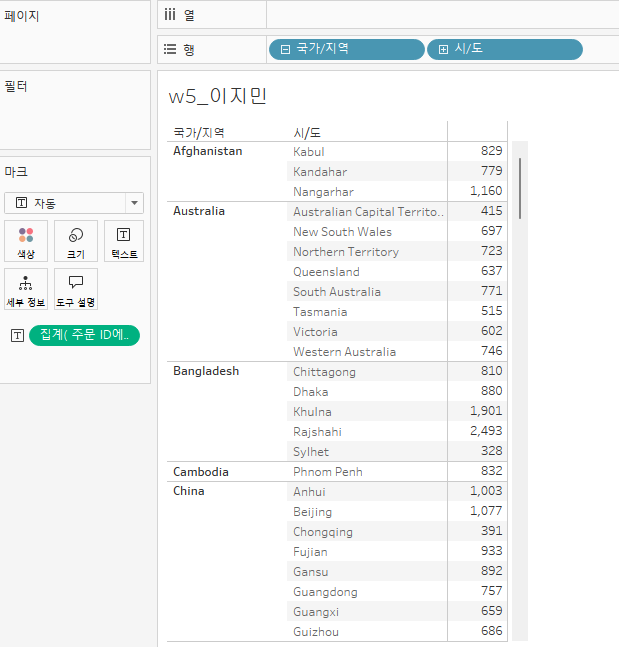 페이지
필터
마크
자동
색상
크기
텍스트
세부 정보
도구 설명
집계( 주문 ID에..
열
행
국가/지역
시/도
w5_이지민
국가/지역 시/도
Afghanistan Kabul 829
Kandahar 779
Nangarhar 1,160
Australia Australian Capital Territo.. 415
New South Wales 697
Northern Territory 723
Queensland 637
South Australia 771
Tasmania 515
Victoria 602
Western Australia 746
Bangladesh Chittagong 810
Dhaka 880
Khulna 1,901
Rajshahi 2,493
Sylhet 328
Cambodia Phnom Penh 832
China Anhui 1,003
Beijing 1,077
Chongqing 391
Fujian 933
Gansu 892
Guangdong 757
Guangxi 659
Guizhou 686